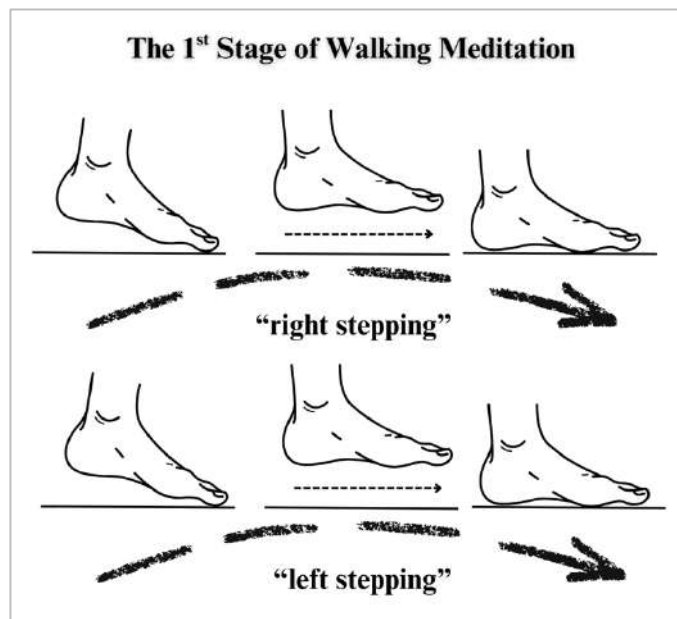 The 1st Stage of Walking Meditation
“right stepping”
“left stepping”